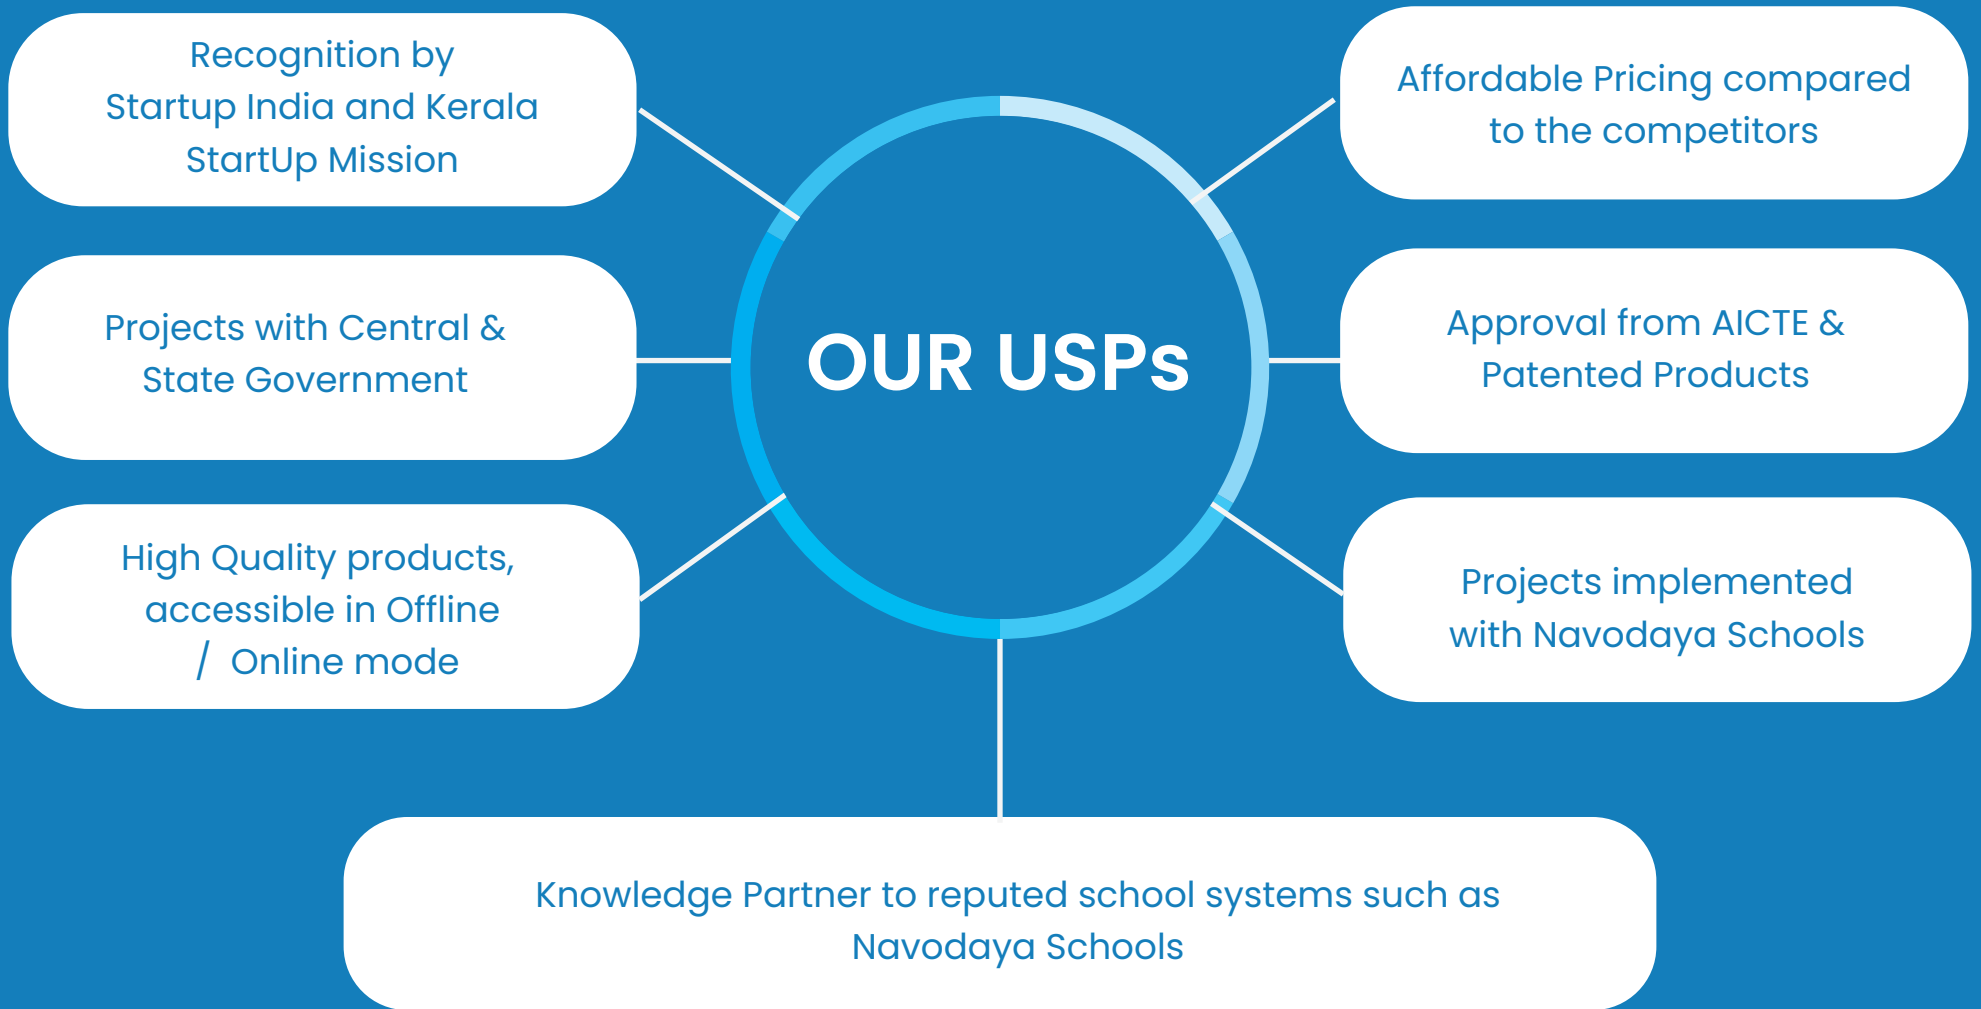 Recognition by
Startup India and Kerala
StartUp Mission
Projects with Central &
State Government
High Quality products,
accessible in Offline
/ Online mode
OUR USPs
Affordable Pricing compared
to the competitors
Approval from AICTE &
Patented Products
Projects implemented
with Navodaya Schools
Knowledge Partner to reputed school systems such as
Navodaya Schools